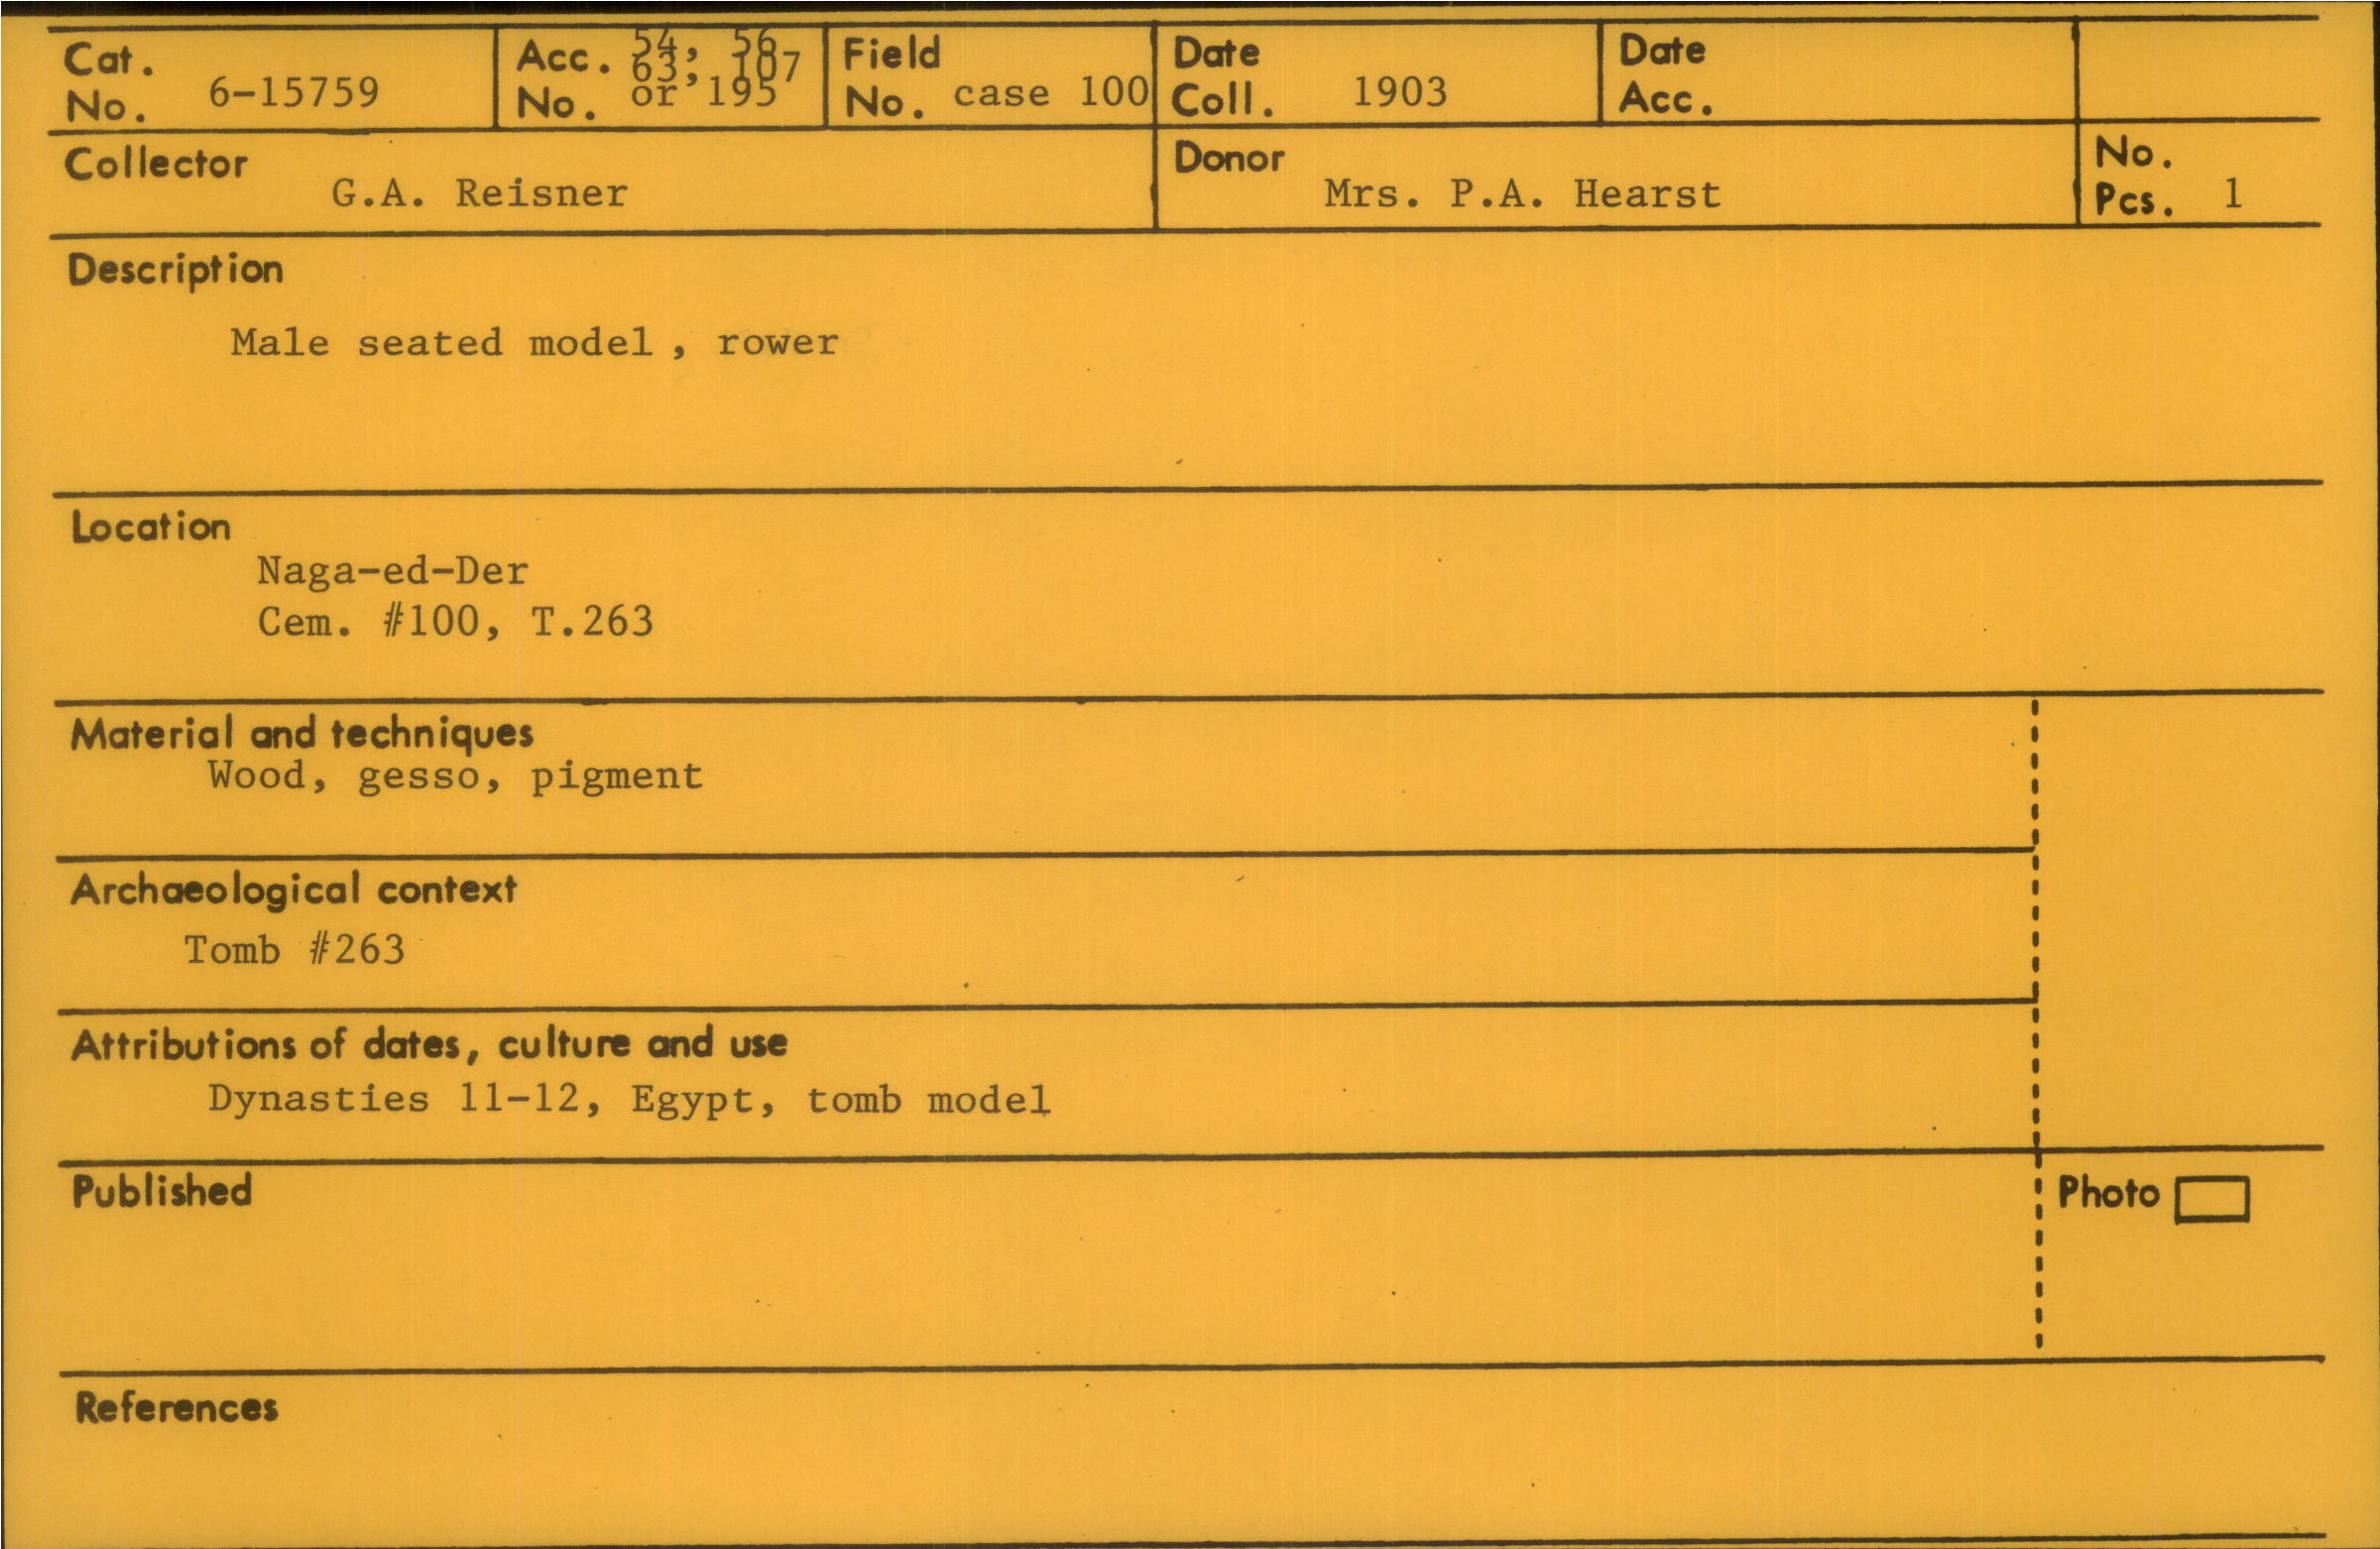 Cat. No. 6-15759
Acc. No. 54, 56, 63, 107 or 195
Field No. case 100
Date Coll. 1903
Date Acc.
Collector G.A. Reisner
Donor Mrs. P.A. Hearst
No. Pcs. 1
Description
Male seated model, rower
Location
Naga-ed-Der
Cem. #100, T.263
Material and techniques
Wood, gesso, pigment
Archaeological context
Tomb #263
Attributions of dates, culture and use
Dynasties 11-12, Egypt, tomb model
Published
Photo
References